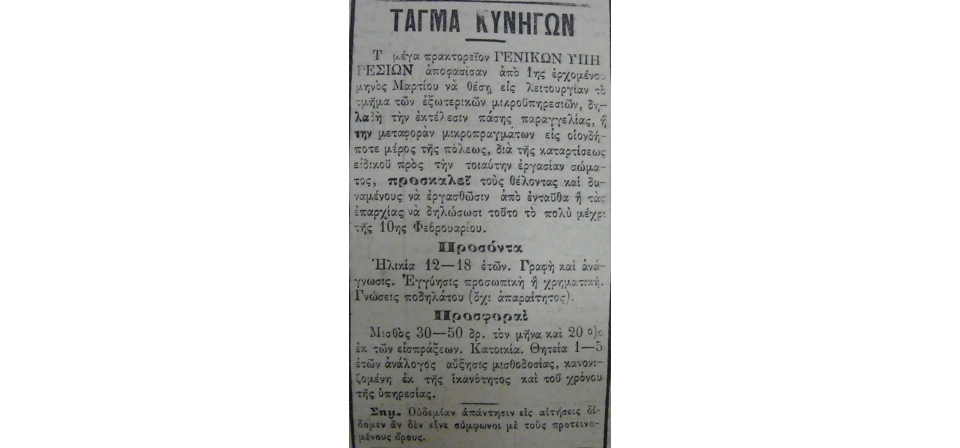 ΤΑΓΜΑ ΚΥΝΗΓΩΝ
Τ μέγα πρακτορεῖον ΓΕΝΙΚΩΝ ΥΠΗ
ΡΕΣΙΩΝ ἀποφασίσαν ἀπὸ 1ης ἐρχομένου
μηνὸς Μαρτίου νὰ θέσῃ εἰς λειτουργίαν τὸ
τμῆμα τῶν ἐξωτερικῶν μικροϋπηρεσιῶν, δη-
λαδὴ τὴν ἐκτέλεσιν πάσης παραγγελίας, ἢ
την μεταφορὰν μικροπραγμάτων εἰς οἱονδή-
ποτε μέρος τῆς πόλεως, διὰ τῆς καταρτίσεως
εἰδικοῦ πρὸς τὴν τοιαύτην ἐργασίαν σώμα-
τος, προσκαλεῖ τοὺς θέλοντας καὶ δυ-
ναμένους νὰ ἐργασθῶσιν ἀπὸ ἐνταῦθα ἢ τὰς
ἐπαρχίας νὰ δηλώσωσι τοῦτο τὸ πολὺ μέχρι
τῆς 10ης Φεβρουαρίου.
Προσόντα
Ἡλικία 12—18 ἐτῶν. Γραφὴ καὶ ἀνά-
γνωσις. Ἐγγύησις προσωπικὴ ἢ χρηματική.
Γνώσεις ποδηλάτου (ὄχι ἀπαραίτητος).
Προσφοραὶ
Μισθὸς 30—50 δρ. τὸν μῆνα καὶ 20 ο)ο
ἐκ τῶν εἰσπράξεων. Κατοικία. Θητεία 1—5
ἐτῶν ἀνάλογος αὔξησις μισθοδοσίας, κανονι-
ζομένη ἐκ τῆς ἱκανότητος καὶ τοῦ χρόνου
τῆς ὑπηρεσίας.
Σημ. Οὐδεμίαν ἀπάντησιν εἰς αἰτήσεις δί-
δομεν ἂν δὲν εἶνε σύμφωνοι μὲ τοὺς προτεινο-
μένους ὅρους.